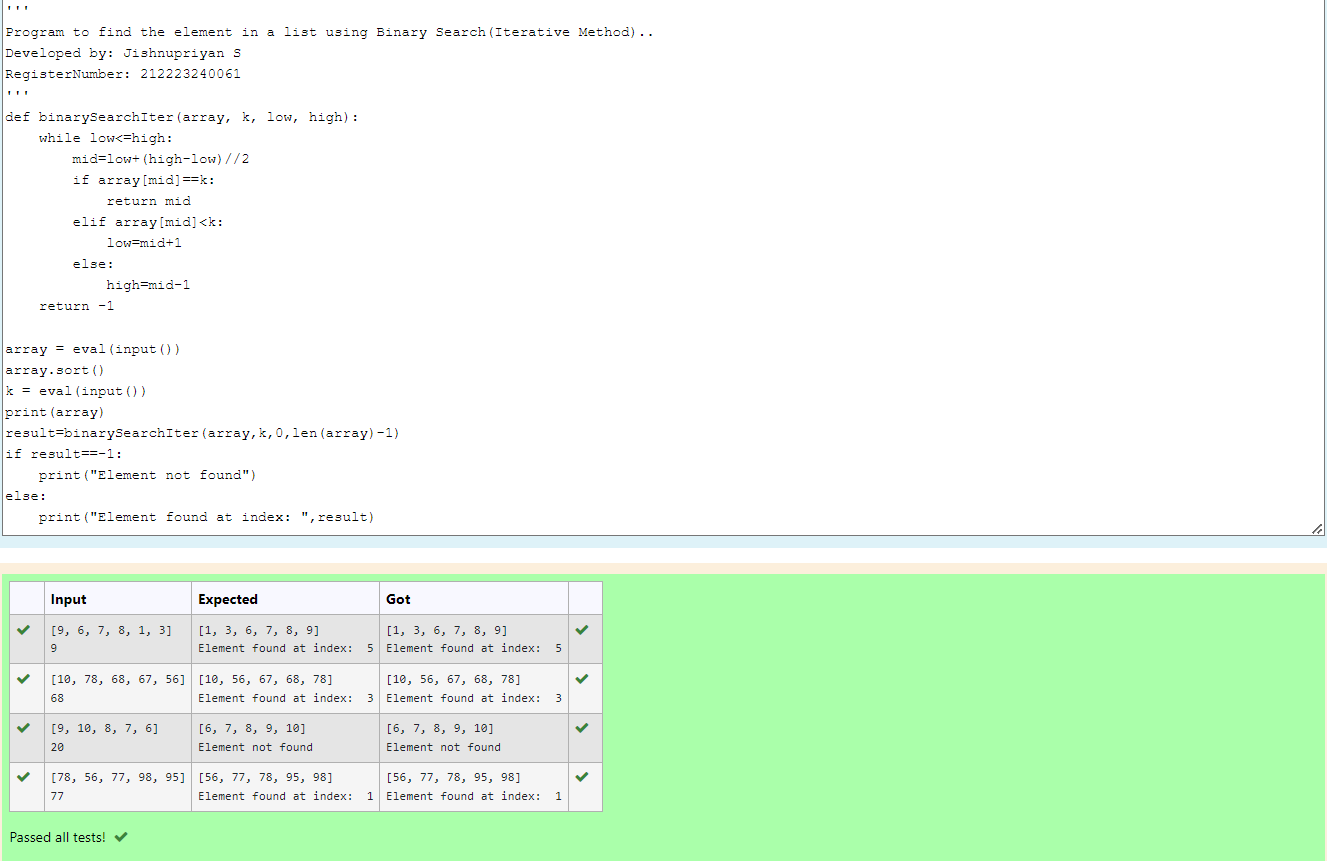 '''
Program to find the element in a list using Binary Search(Iterative Method)..
Developed by: Jishnupriyan S
RegisterNumber: 212223240061
'''
def binarySearchIter(array, k, low, high):
    while low<=high:
        mid=low+(high-low)//2
        if array[mid]==k:
            return mid
        elif array[mid]<k:
            low=mid+1
        else:
            high=mid-1
    return -1

array = eval(input())
array.sort()
k = eval(input())
print(array)
result=binarySearchIter(array,k,0,len(array)-1)
if result==-1:
    print("Element not found")
else:
    print("Element found at index: ",result)
Input Expected Got
[9, 6, 7, 8, 1, 3] [1, 3, 6, 7, 8, 9] [1, 3, 6, 7, 8, 9]
9 Element found at index:  5 Element found at index:  5
[10, 78, 68, 67, 56] [10, 56, 67, 68, 78] [10, 56, 67, 68, 78]
68 Element found at index:  3 Element found at index:  3
[9, 10, 8, 7, 6] [6, 7, 8, 9, 10] [6, 7, 8, 9, 10]
20 Element not found Element not found
[78, 56, 77, 98, 95] [56, 77, 78, 95, 98] [56, 77, 78, 95, 98]
77 Element found at index:  1 Element found at index:  1
Passed all tests!